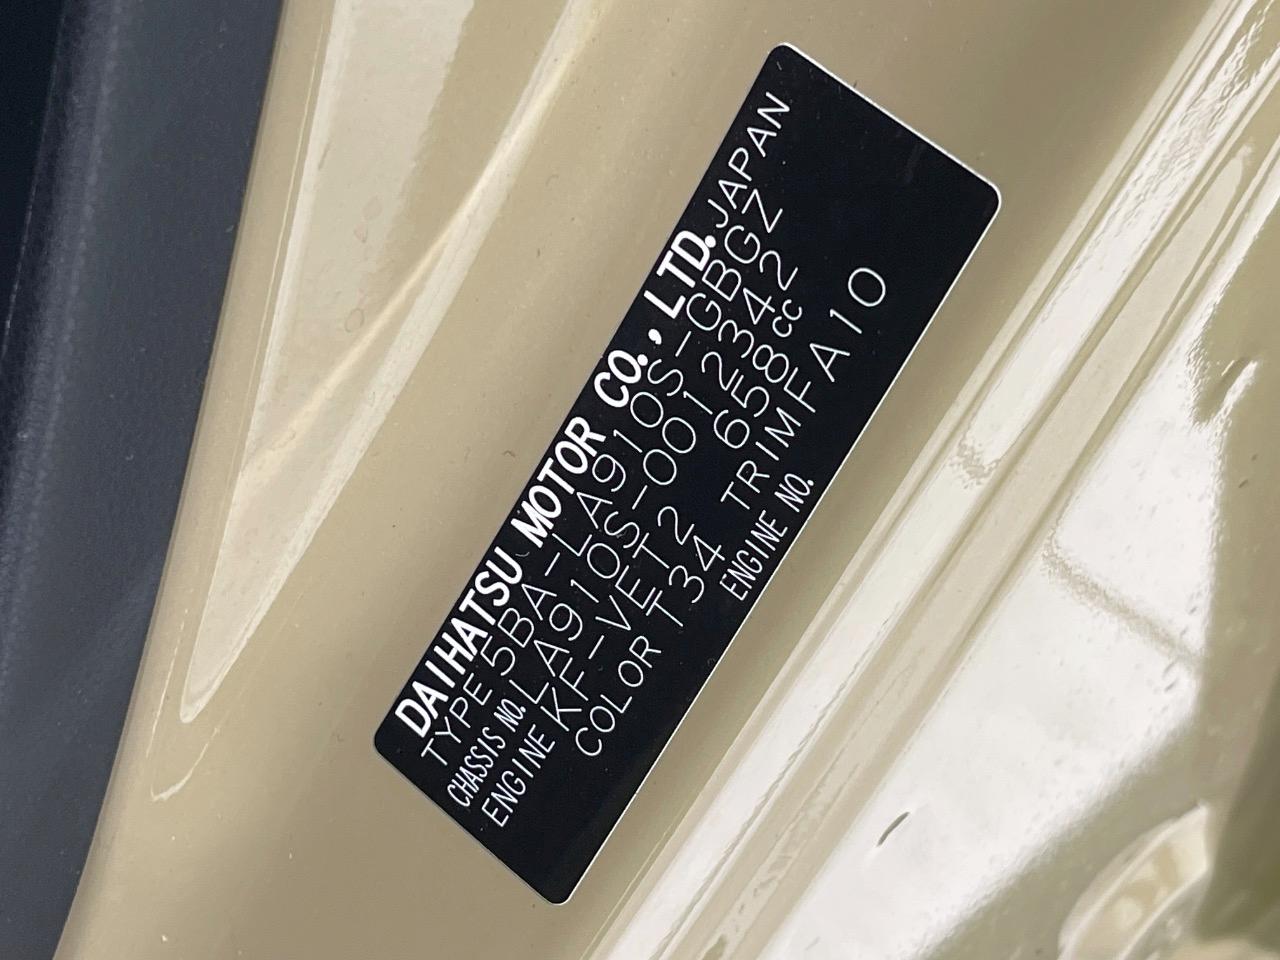 DAIHATSU MOTOR CO., LTD. JAPAN
TYPE 5BA-LA910S-GBGZ
CHASSIS NO. LA910S-0012342
ENGINE KF-VET2 658cc
COLOR T34 TRIM FA10
ENGINE NO.